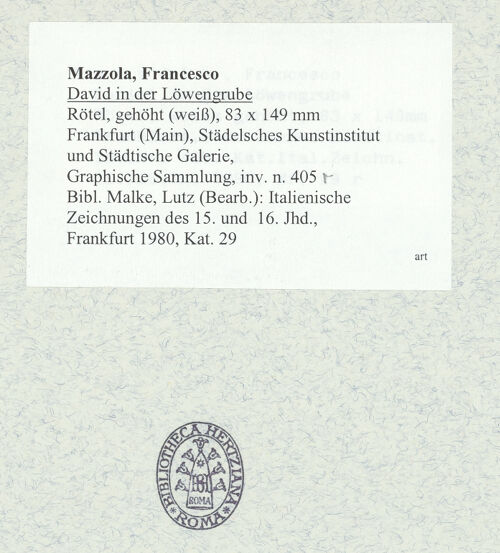 Mazzola, Francesco
David in der Löwengrube
Rötel, gehöht (weiß), 83 x 149 mm
Frankfurt (Main), Städelsches Kunstinstitut
und Städtische Galerie,
Graphische Sammlung, inv. n. 405 r
Bibl. Malke, Lutz (Bearb.): Italienische
Zeichnungen des 15. und 16. Jhd.,
Frankfurt 1980, Kat. 29
art
BIBLIOTHECA HERTZIANA
ROMA
ROMA